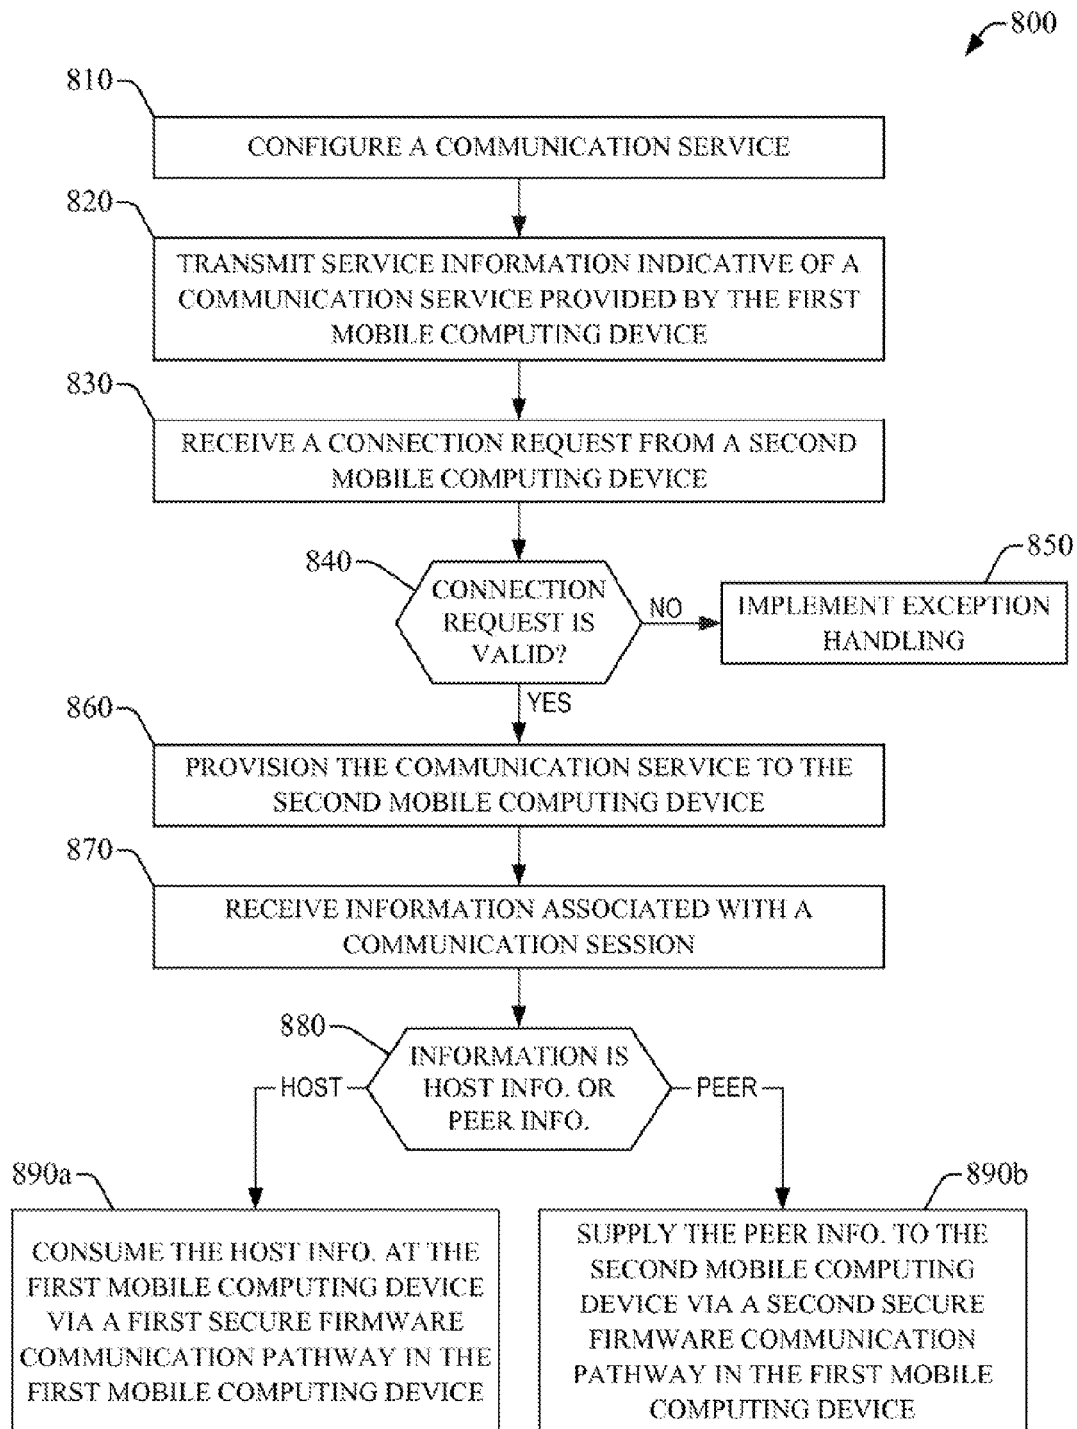 800
810
CONFIGURE A COMMUNICATION SERVICE
820
TRANSMIT SERVICE INFORMATION INDICATIVE OF A
COMMUNICATION SERVICE PROVIDED BY THE FIRST
MOBILE COMPUTING DEVICE
830
RECEIVE A CONNECTION REQUEST FROM A SECOND
MOBILE COMPUTING DEVICE
840
CONNECTION
REQUEST IS
VALID?
NO
850
IMPLEMENT EXCEPTION
HANDLING
YES
860
PROVISION THE COMMUNICATION SERVICE TO THE
SECOND MOBILE COMPUTING DEVICE
870
RECEIVE INFORMATION ASSOCIATED WITH A
COMMUNICATION SESSION
880
INFORMATION IS
HOST INFO. OR
PEER INFO.
HOST
PEER
890a
CONSUME THE HOST INFO. AT THE
FIRST MOBILE COMPUTING DEVICE
VIA A FIRST SECURE FIRMWARE
COMMUNICATION PATHWAY IN THE
FIRST MOBILE COMPUTING DEVICE
890b
SUPPLY THE PEER INFO. TO THE
SECOND MOBILE COMPUTING
DEVICE VIA A SECOND SECURE
FIRMWARE COMMUNICATION
PATHWAY IN THE FIRST MOBILE
COMPUTING DEVICE